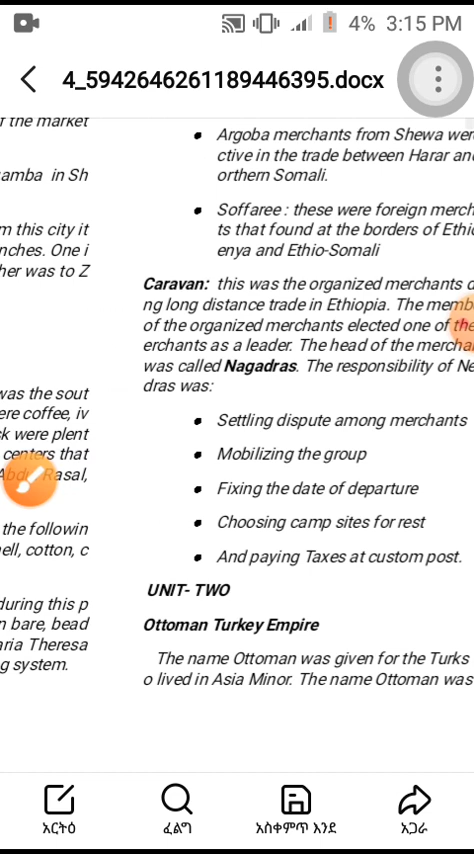 4% 3:15 PM
4_5942646261189446395.docx
f the market
amba in Sh
m this city it
nches. One i
her was to Z
was the sout
ere coffee, iv
k were plent
centers that
Abdi Rasal,
the followin
ell, cotton, c
during this p
n bare, bead
aria Theresa
g system.
Argoba merchants from Shewa wer
ctive in the trade between Harar an
orthern Somali.
Soffaree : these were foreign merch
ts that found at the borders of Ethi
enya and Ethio-Somali
Caravan: this was the organized merchants d
ng long distance trade in Ethiopia. The memb
of the organized merchants elected one of the
erchants as a leader. The head of the mercha
was called Nagadras. The responsibility of Ne
dras was:
Settling dispute among merchants
Mobilizing the group
Fixing the date of departure
Choosing camp sites for rest
And paying Taxes at custom post.
UNIT- TWO
Ottoman Turkey Empire
The name Ottoman was given for the Turks
o lived in Asia Minor. The name Ottoman was
አርትዕ
ፈልግ
አስቀምጥ እንደ
አጋራ